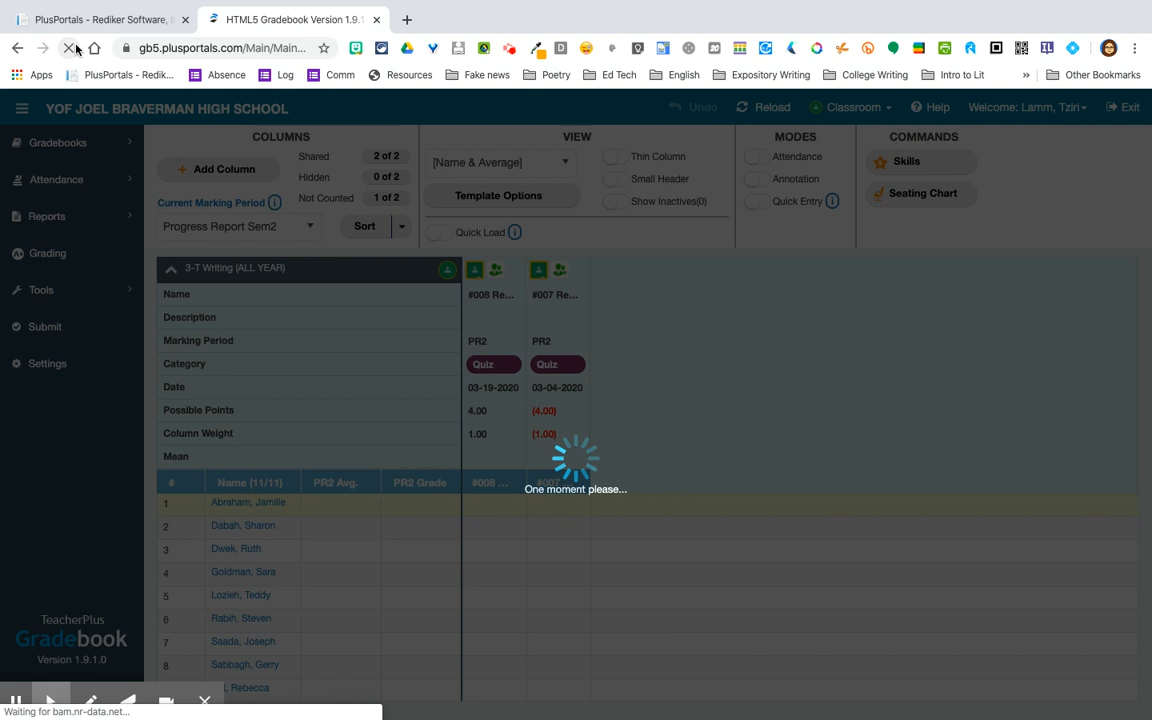 PlusPortals - Rediker Software, I
HTML5 Gradebook Version 1.9.1
gb5.plusportals.com/Main/Main...
Apps
PlusPortals - Redik...
Absence
Log
Comm
Resources
Fake news
Poetry
Ed Tech
English
Expository Writing
College Writing
Intro to Lit
»
Other Bookmarks
YOF JOEL BRAVERMAN HIGH SCHOOL
Undo
Reload
Classroom
Help
Welcome: Lamm, Tziri
Exit
Gradebooks
Attendance
Reports
Grading
Tools
Submit
Settings
TeacherPlus
Gradebook
Version 1.9.1.0
COLUMNS
+ Add Column
Shared 2 of 2
Hidden 0 of 2
Not Counted 1 of 2
Current Marking Period
Progress Report Sem2
Sort
VIEW
[Name & Average]
Template Options
Thin Column
Small Header
Show Inactives(0)
Quick Load
MODES
Attendance
Annotation
Quick Entry
COMMANDS
Skills
Seating Chart
3-T Writing (ALL YEAR)
Name #008 Re... #007 Re...
Description
Marking Period PR2 PR2
Category Quiz Quiz
Date 03-19-2020 03-04-2020
Possible Points 4.00 (4.00)
Column Weight 1.00 (1.00)
Mean
# Name (11/11) PR2 Avg. PR2 Grade #008 ... #007
1 Abraham, Jamille
2 Dabah, Sharon
3 Dwek, Ruth
4 Goldman, Sara
5 Lozieh, Teddy
6 Rabih, Steven
7 Saada, Joseph
8 Sabbagh, Gerry
, Rebecca
One moment please...
Waiting for bam.nr-data.net...